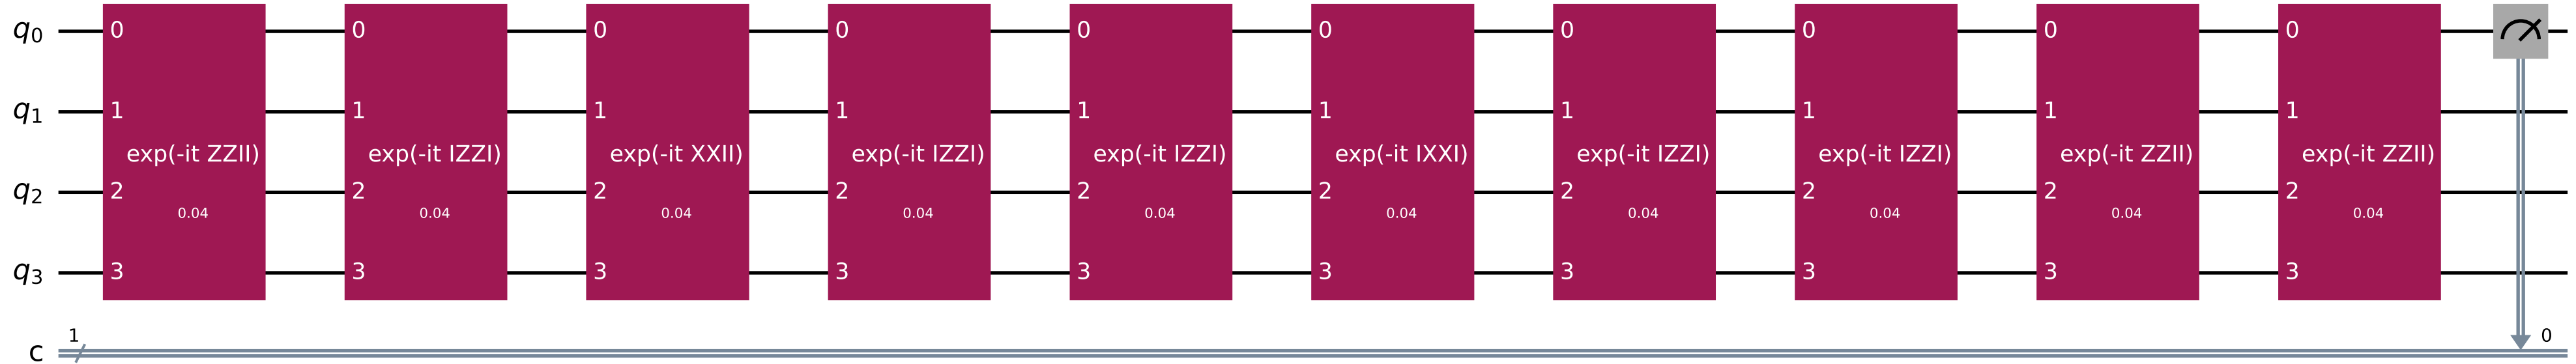 q0 0 0 0 0 0 0 0 0 0 0
q1 1 1 1 1 1 1 1 1 1 1
exp(-it ZZII) exp(-it IZZI) exp(-it XXII) exp(-it IZZI) exp(-it IZZI) exp(-it IXXI) exp(-it IZZI) exp(-it IZZI) exp(-it ZZII) exp(-it ZZII)
q2 2 2 2 2 2 2 2 2 2 2
0.04 0.04 0.04 0.04 0.04 0.04 0.04 0.04 0.04 0.04
q3 3 3 3 3 3 3 3 3 3 3
1 0
c